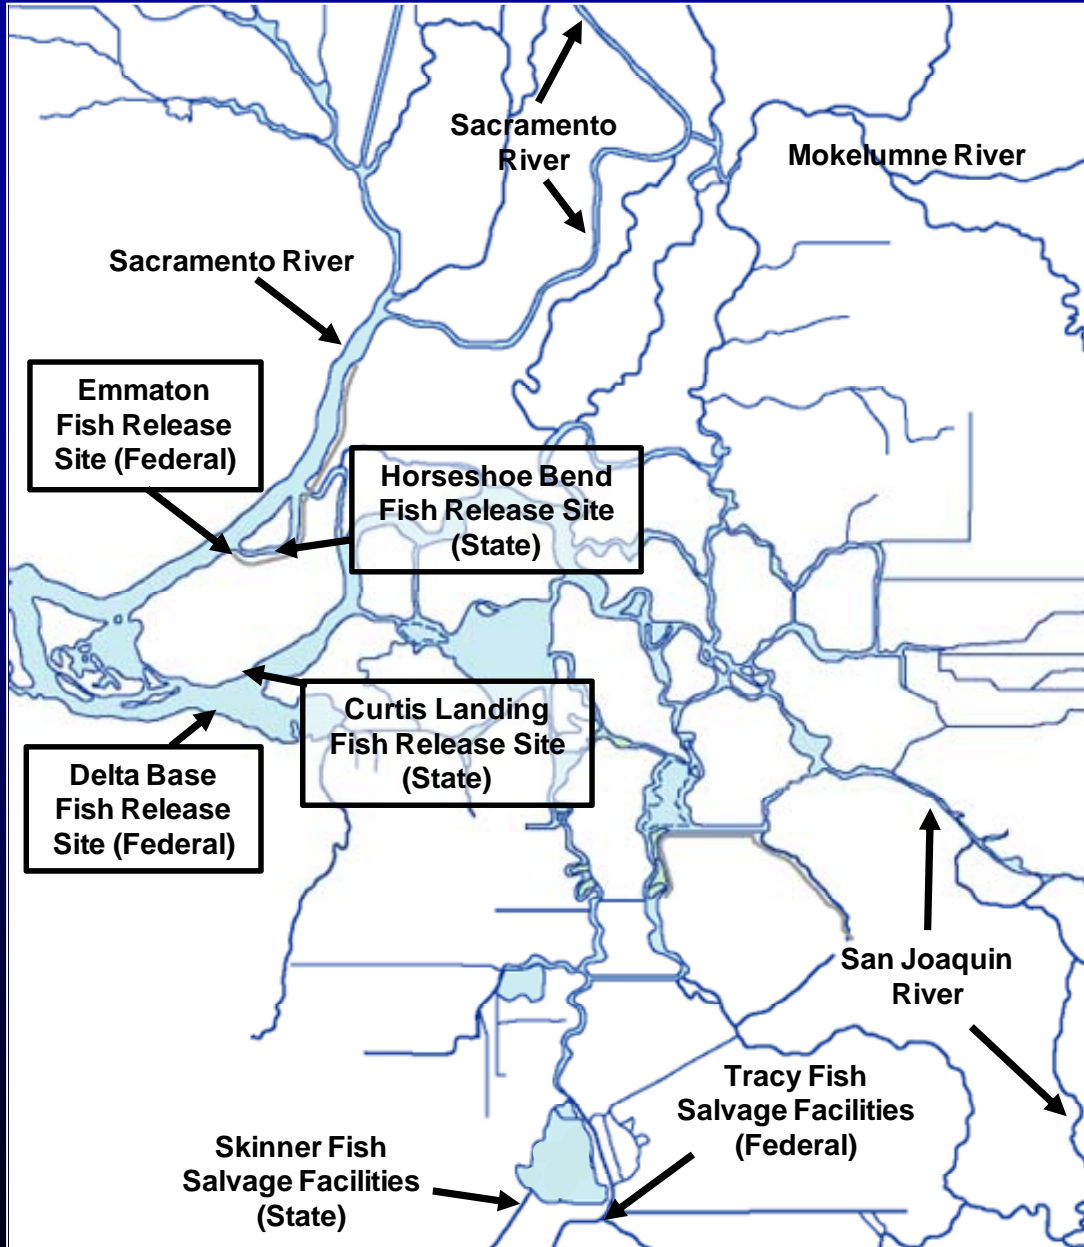 Sacramento
River
Mokelumne River
Sacramento River
Emmaton
Fish Release
Site (Federal)
Horseshoe Bend
Fish Release Site
(State)
Curtis Landing
Fish Release Site
(State)
Delta Base
Fish Release
Site (Federal)
San Joaquin
River
Tracy Fish
Salvage Facilities
(Federal)
Skinner Fish
Salvage Facilities
(State)